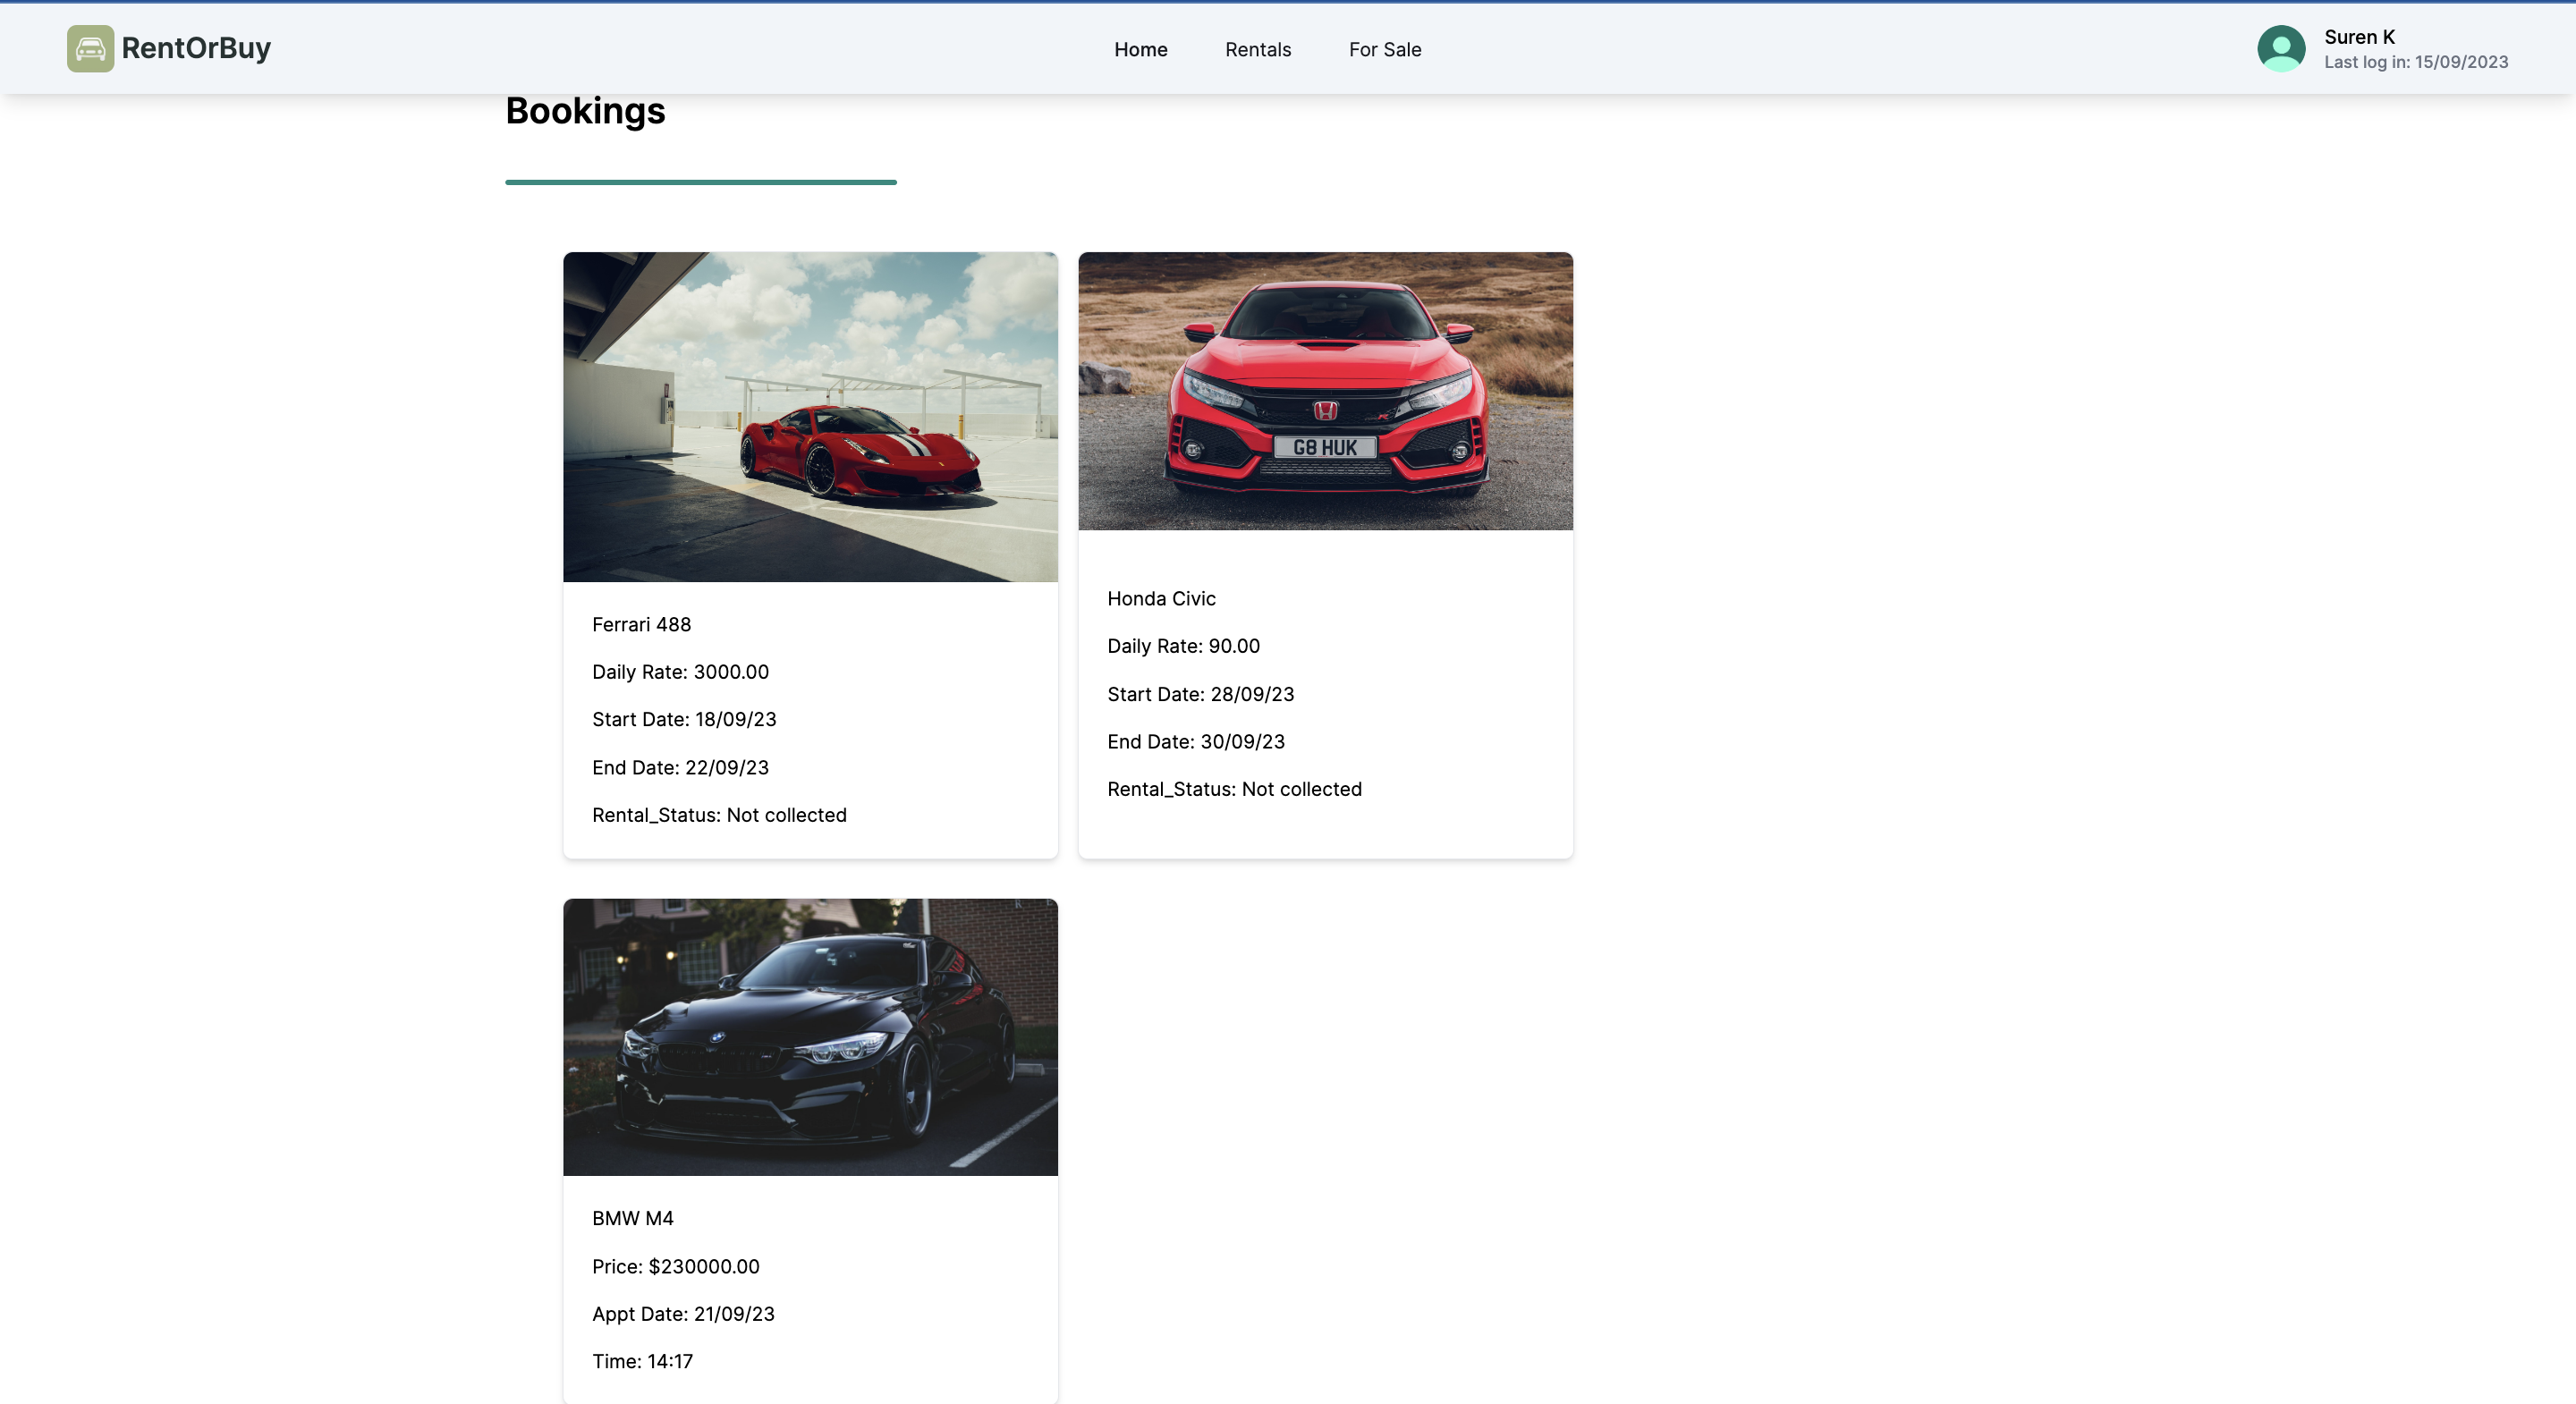 RentOrBuy
Home
Rentals
For Sale
Suren K
Last log in: 15/09/2023
Bookings
G8 HUK
Ferrari 488
Daily Rate: 3000.00
Start Date: 18/09/23
End Date: 22/09/23
Rental_Status: Not collected
Honda Civic
Daily Rate: 90.00
Start Date: 28/09/23
End Date: 30/09/23
Rental_Status: Not collected
BMW M4
Price: $230000.00
Appt Date: 21/09/23
Time: 14:17